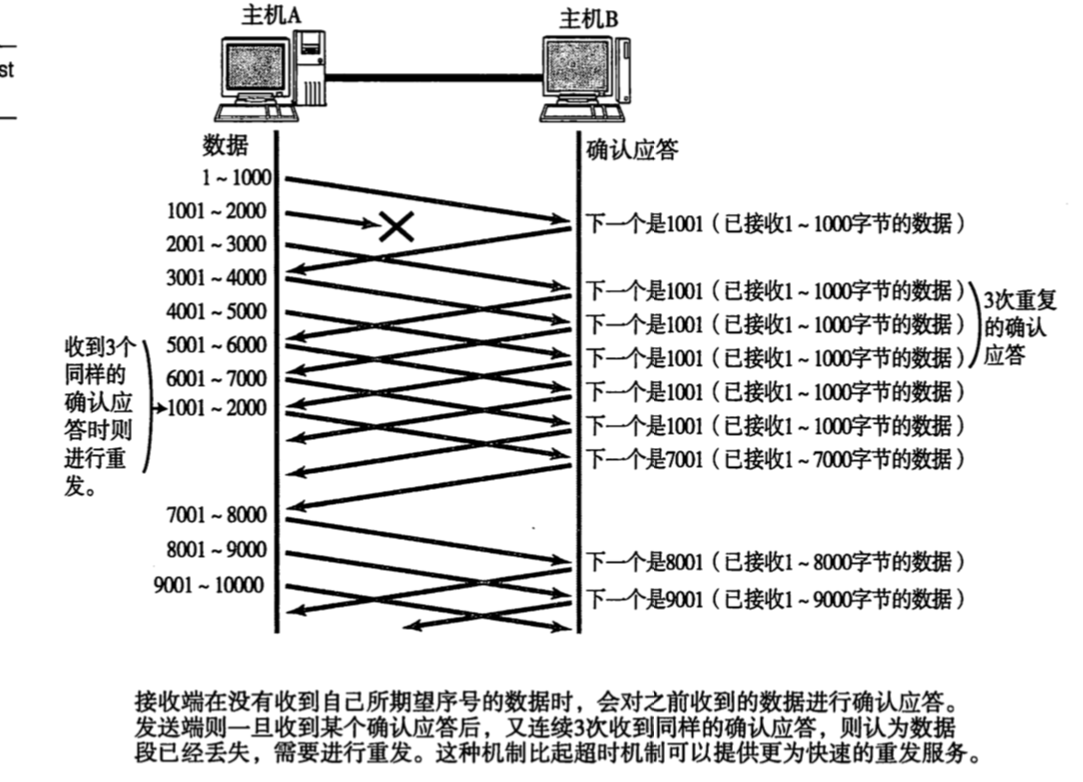 主机A
主机B
st
数据
确认应答
1~1000
1001~2000
下一个是1001（已接收1~1000字节的数据）
2001~3000
3001~4000
下一个是1001（已接收1~1000字节的数据）
4001~5000
下一个是1001（已接收1~1000字节的数据）
5001~6000
下一个是1001（已接收1~1000字节的数据）
3次重复
的确认
应答
6001~7000
下一个是1001（已接收1~1000字节的数据）
1001~2000
下一个是1001（已接收1~1000字节的数据）
下一个是7001（已接收1~7000字节的数据）
收到3个
同样的
确认应
答时则
进行重
发。
7001~8000
8001~9000
下一个是8001（已接收1~8000字节的数据）
9001~10000
下一个是9001（已接收1~9000字节的数据）
接收端在没有收到自己所期望序号的数据时，会对之前收到的数据进行确认应答。
发送端则一旦收到某个确认应答后，又连续3次收到同样的确认应答，则认为数据
段已经丢失，需要进行重发。这种机制比起超时机制可以提供更为快速的重发服务。